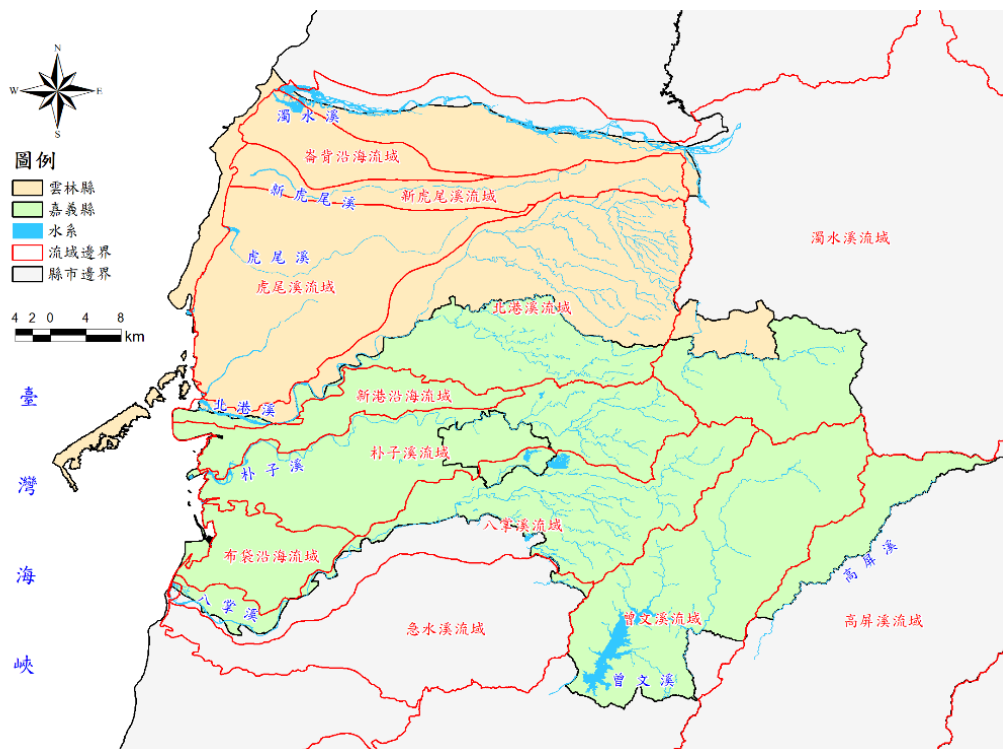 N
W
E
S
圖例
雲林縣
嘉義縣
水系
流域邊界
縣市邊界
4 2 0 4 8
km
濁水溪
崙背沿海流域
新虎尾溪
新虎尾溪流域
濁水溪流域
虎尾溪
虎尾溪流域
北港溪流域
臺灣海峽
北港溪
新港沿海流域
朴子溪流域
朴子溪
八掌溪流域
布袋沿海流域
高屏溪
八掌溪
急水溪流域
曾文溪流域
高屏溪流域
曾文溪